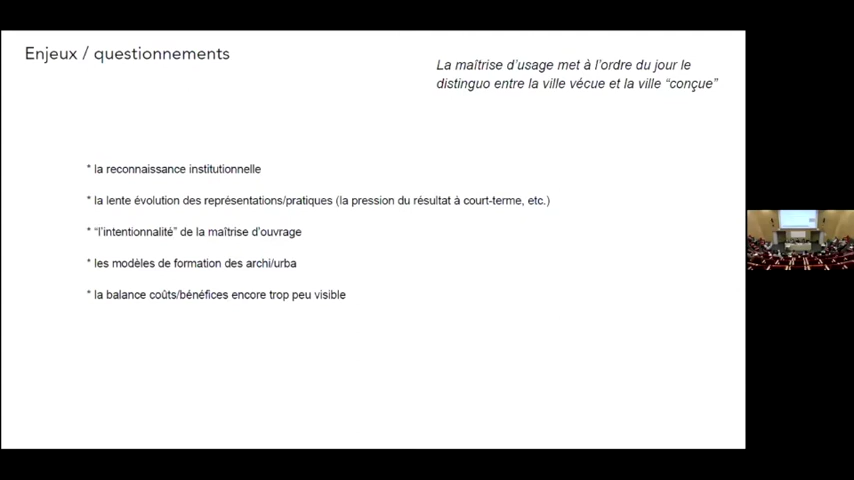 Enjeux / questionnements
La maîtrise d’usage met à l’ordre du jour le
distinguo entre la ville vécue et la ville “conçue”
* la reconnaissance institutionnelle
* la lente évolution des représentations/pratiques (la pression du résultat à court-terme, etc.)
* “l’intentionnalité” de la maîtrise d’ouvrage
* les modèles de formation des archi/urba
* la balance coûts/bénéfices encore trop peu visible